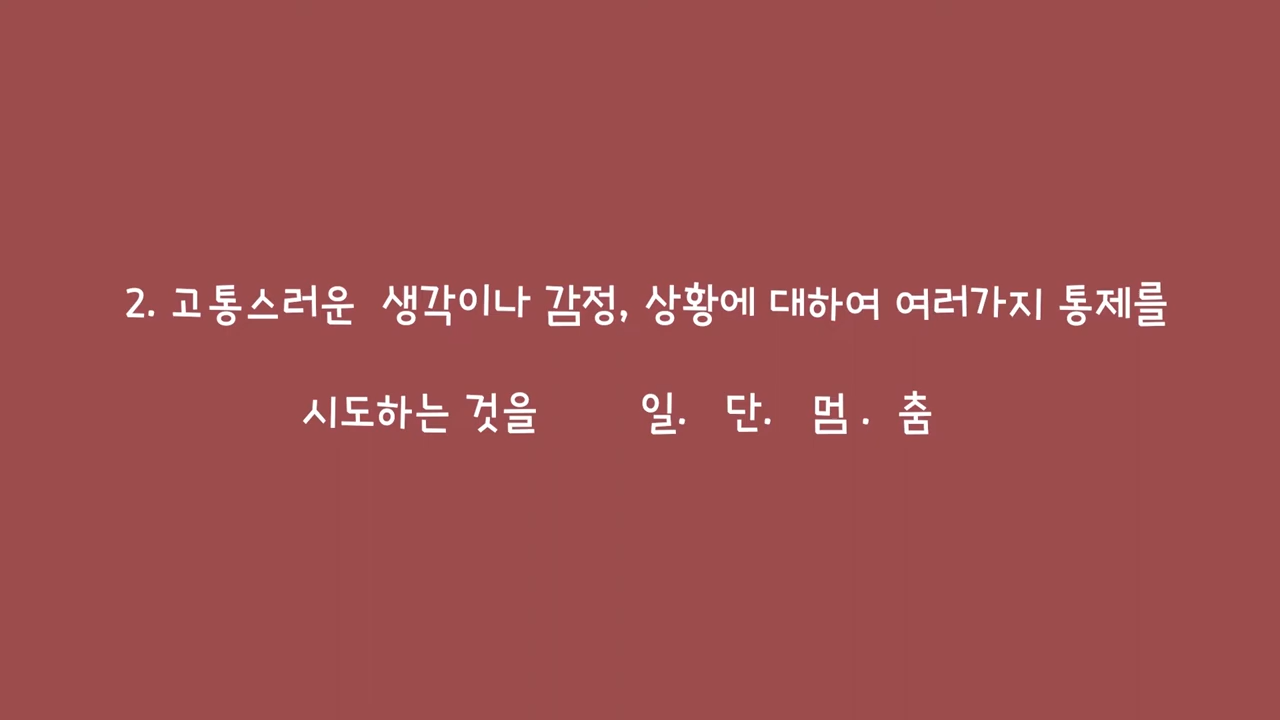 2. 고통스러운 생각이나 감정, 상황에 대하여 여러가지 통제를
시도하는 것을 일. 단. 멈 . 춤